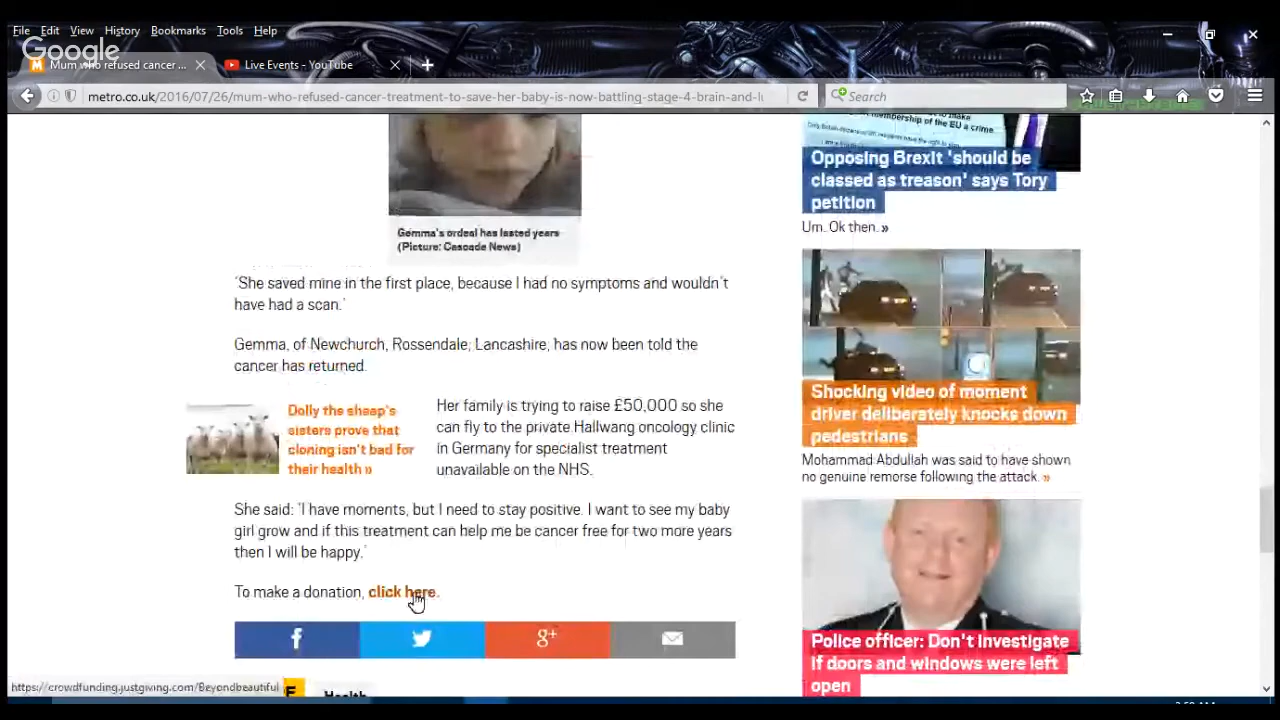 File Edit View History Bookmarks Tools Help
Google
Mum who refused cancer ...
Live Events - YouTube
metro.co.uk/2016/07/26/mum-who-refused-cancer-treatment-to-save-her-baby-is-now-battling-stage-4-brain-and-l
Search
Gemma's ordeal has lasted years
(Picture: Cascade News)
'She saved mine in the first place, because I had no symptoms and wouldn't
have had a scan.'
Gemma, of Newchurch, Rossendale, Lancashire, has now been told the
cancer has returned.
Dolly the sheep's
sisters prove that
cloning isn't bad for
their health »
Her family is trying to raise £50,000 so she
can fly to the private Hallwang oncology clinic
in Germany for specialist treatment
unavailable on the NHS.
She said: 'I have moments, but I need to stay positive. I want to see my baby
girl grow and if this treatment can help me be cancer free for two more years
then I will be happy.'
To make a donation, click here.
f
g+
https://crowdfunding.justgiving.com/Beyondbeautiful
Health
membership of the EU a crime
Opposing Brexit 'should be
classed as treason' says Tory
petition
Um. Ok then. »
Shocking video of moment
driver deliberately knocks down
pedestrians
Mohammad Abdullah was said to have shown
no genuine remorse following the attack. »
Police officer: Don't investigate
if doors and windows were left
open